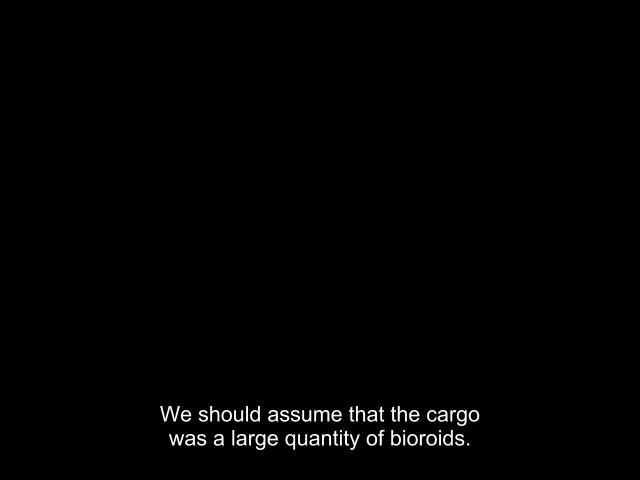 We should assume that the cargo
was a large quantity of bioroids.